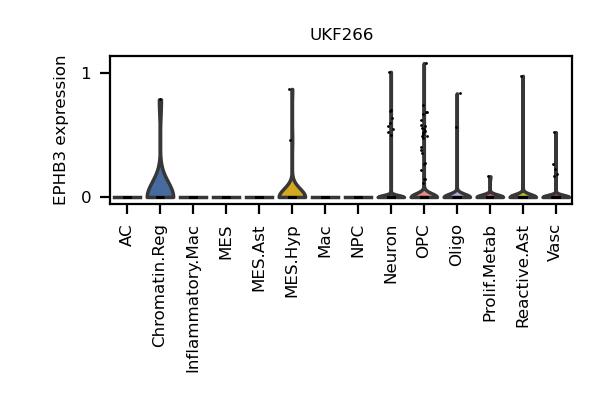 UKF266
EPHB3 expression
1
0
AC
Chromatin.Reg
Inflammatory.Mac
MES
MES.Ast
MES.Hyp
Mac
NPC
Neuron
OPC
Oligo
Prolif.Metab
Reactive.Ast
Vasc